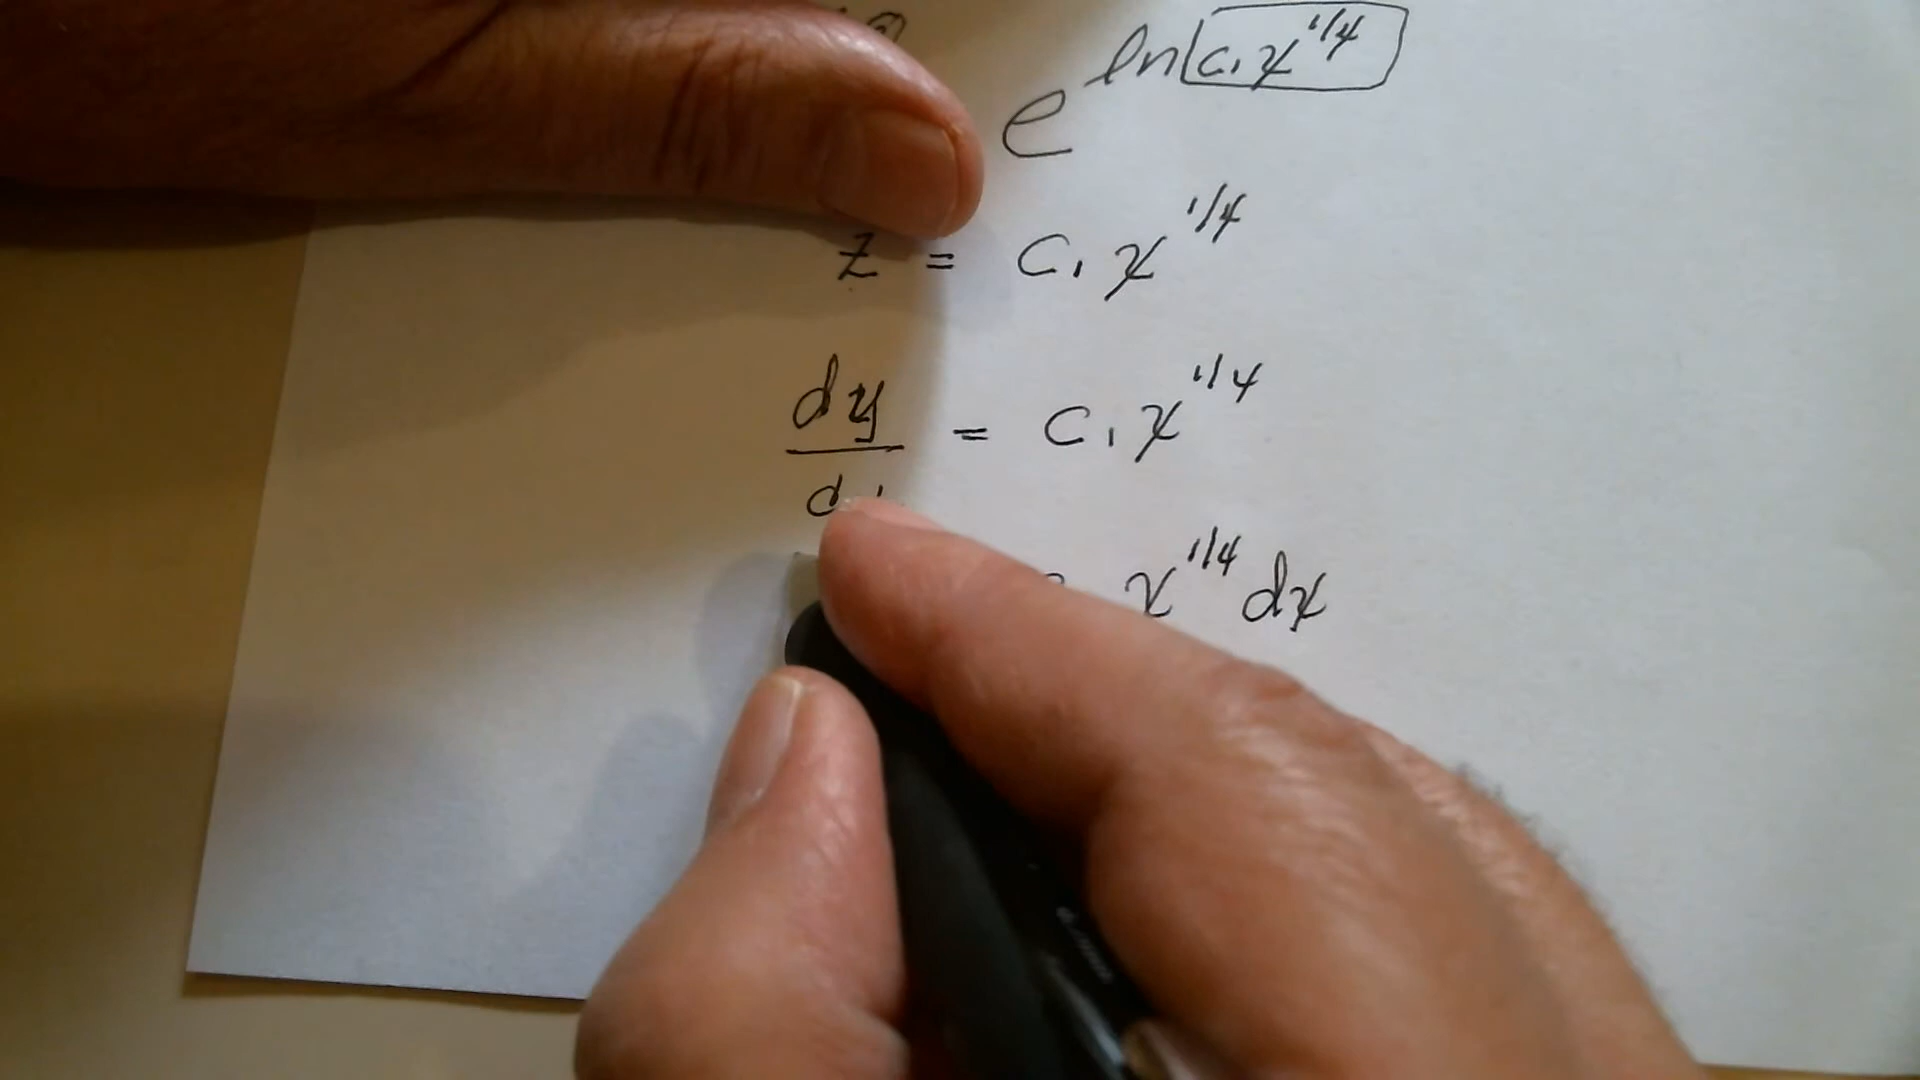 e^ln(c₁x^1/4
z = c₁x^1/4
dy
— = c₁x^1/4
d
x^1/4 dx